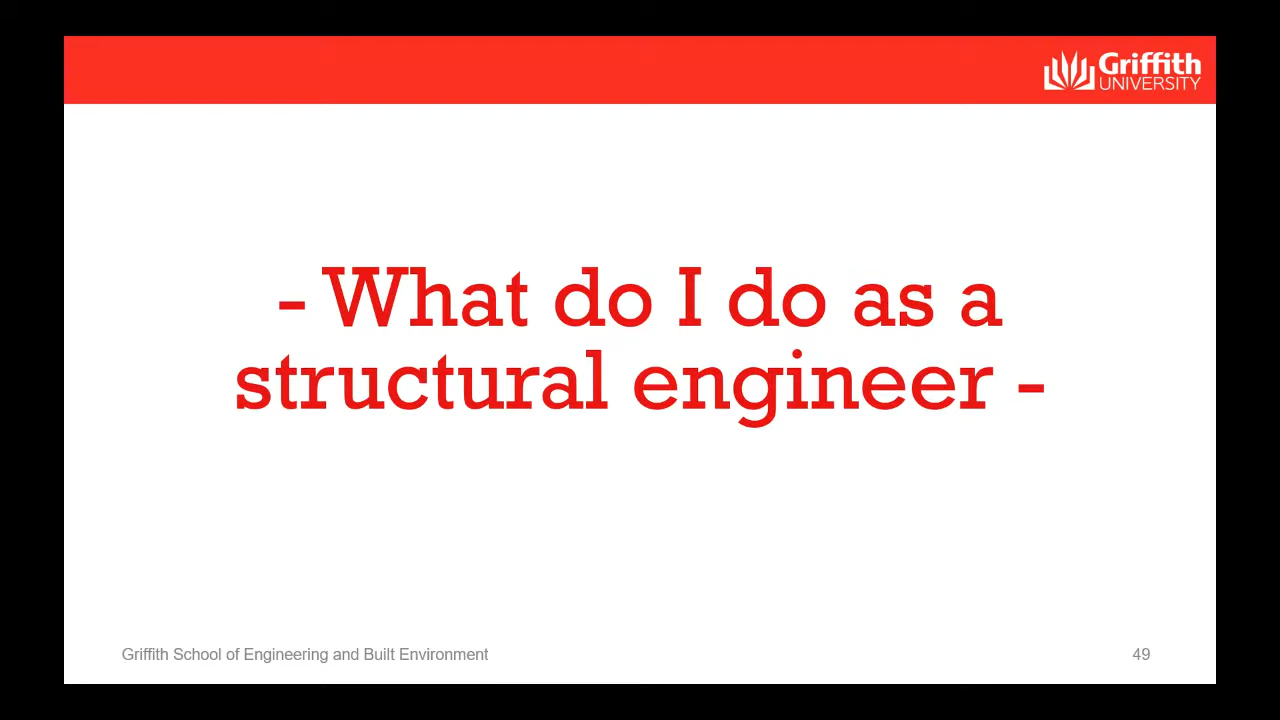 Griffith
UNIVERSITY
- What do I do as a
structural engineer -
Griffith School of Engineering and Built Environment
49